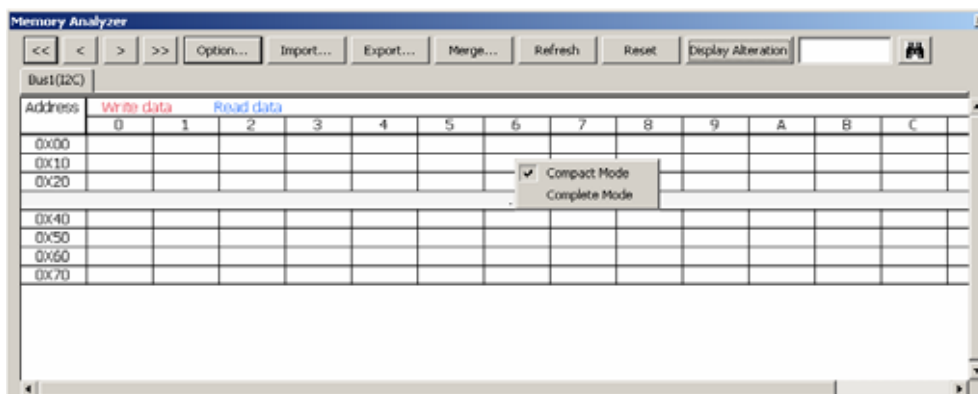 Memory Analyzer
<< < > >> Option... Import... Export... Merge... Refresh Reset Display Alteration
Bus1(I2C)
Address Write data Read data
0 1 2 3 4 5 6 7 8 9 A B C
0X00
0X10
0X20
Compact Mode
Complete Mode
0X40
0X50
0X60
0X70